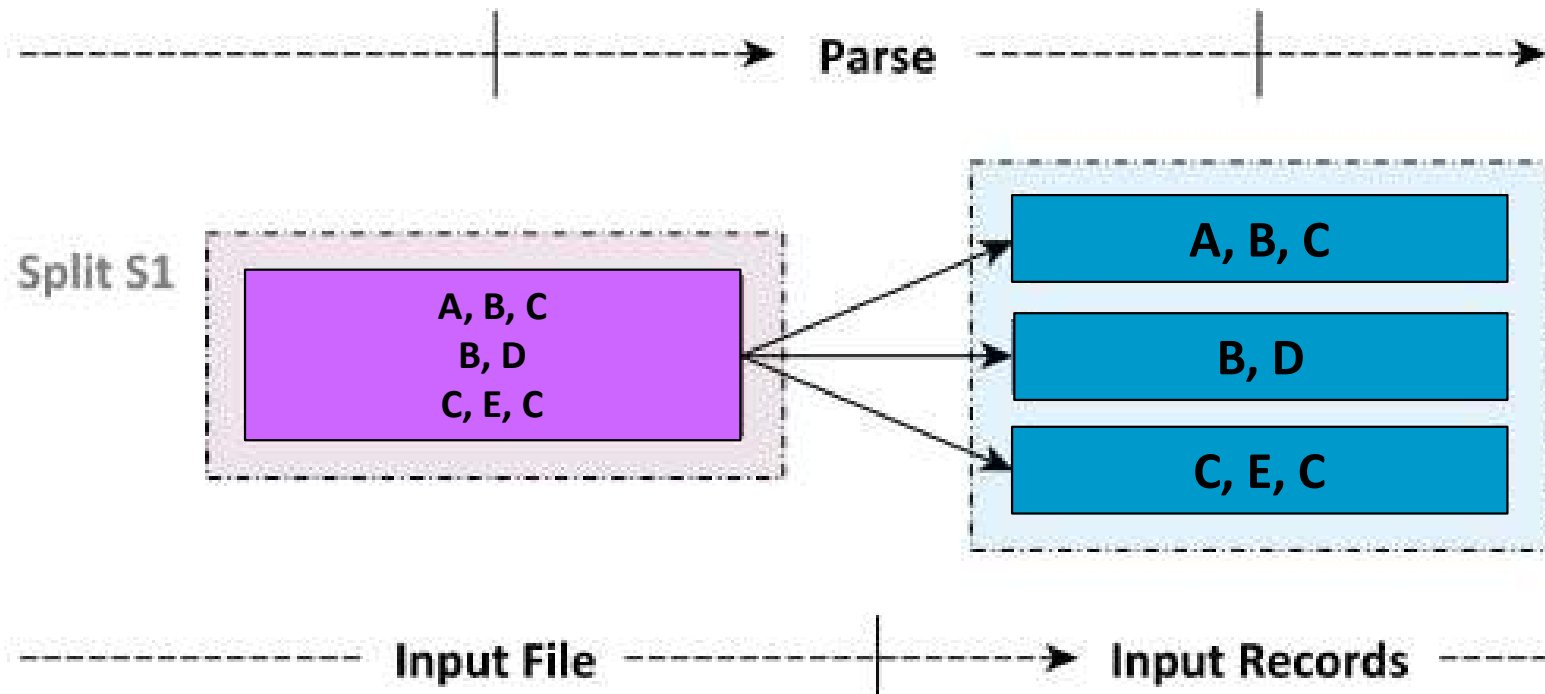 Parse
Split S1
A, B, C
B, D
C, E, C
A, B, C
B, D
C, E, C
Input File
Input Records